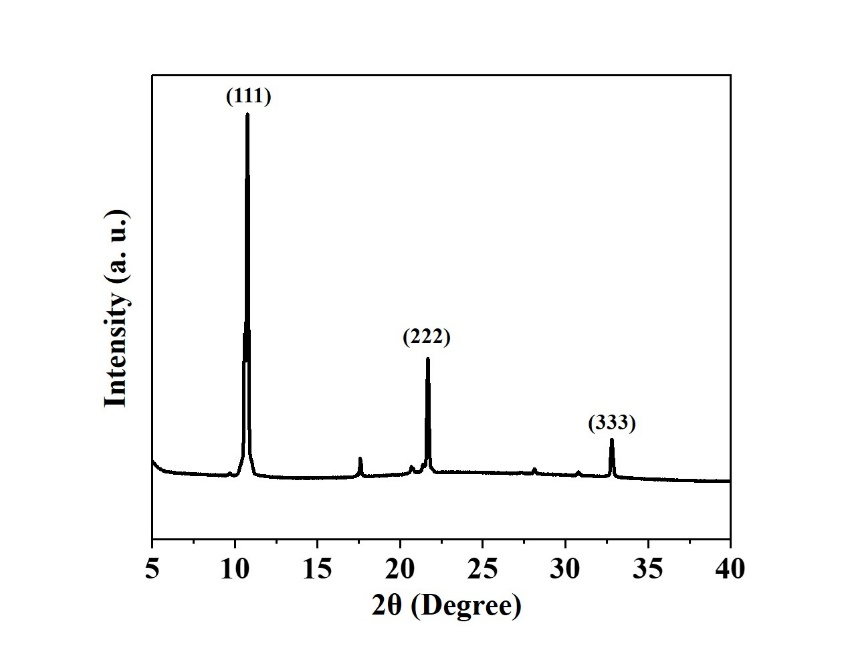 (111)
(222)
(333)
Intensity (a. u.)
5 10 15 20 25 30 35 40
2θ (Degree)